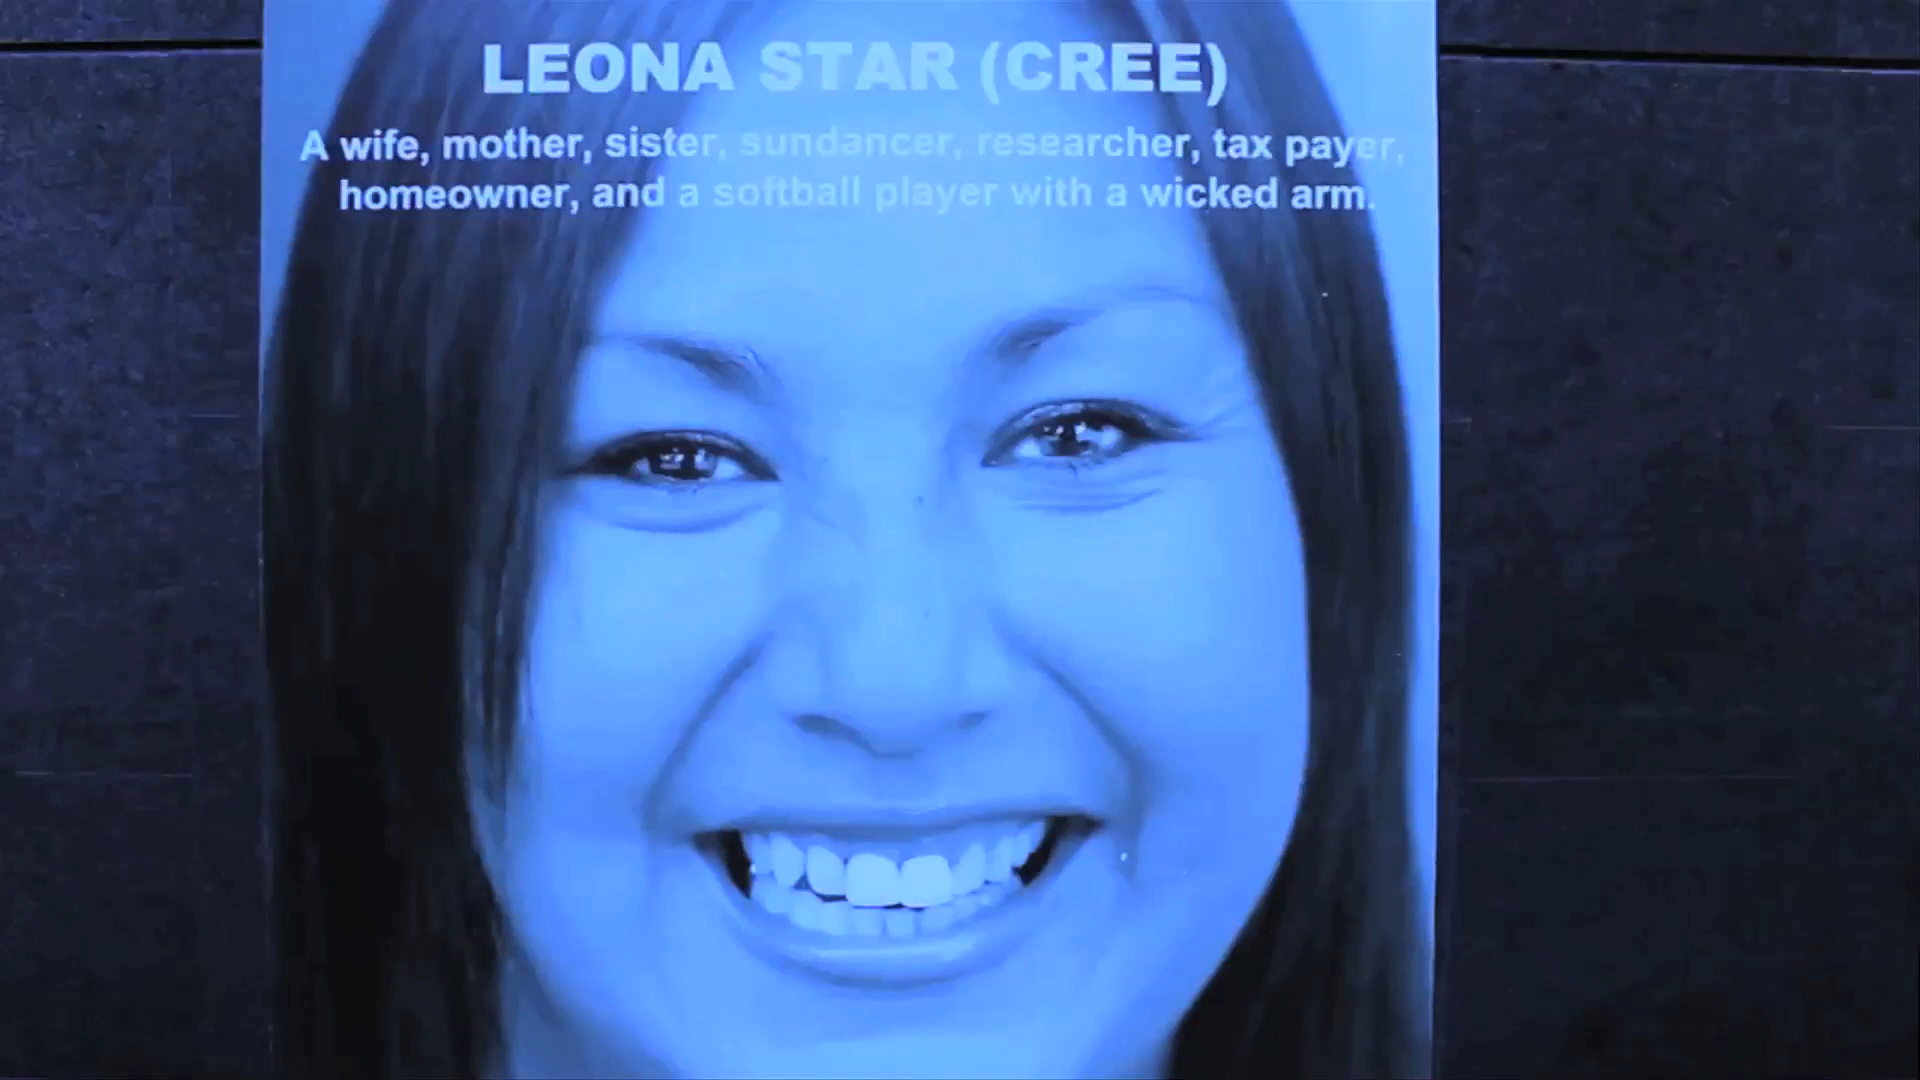 LEONA STAR (CREE)
A wife, mother, sister, sundancer, researcher, tax payer,
homeowner, and a softball player with a wicked arm.